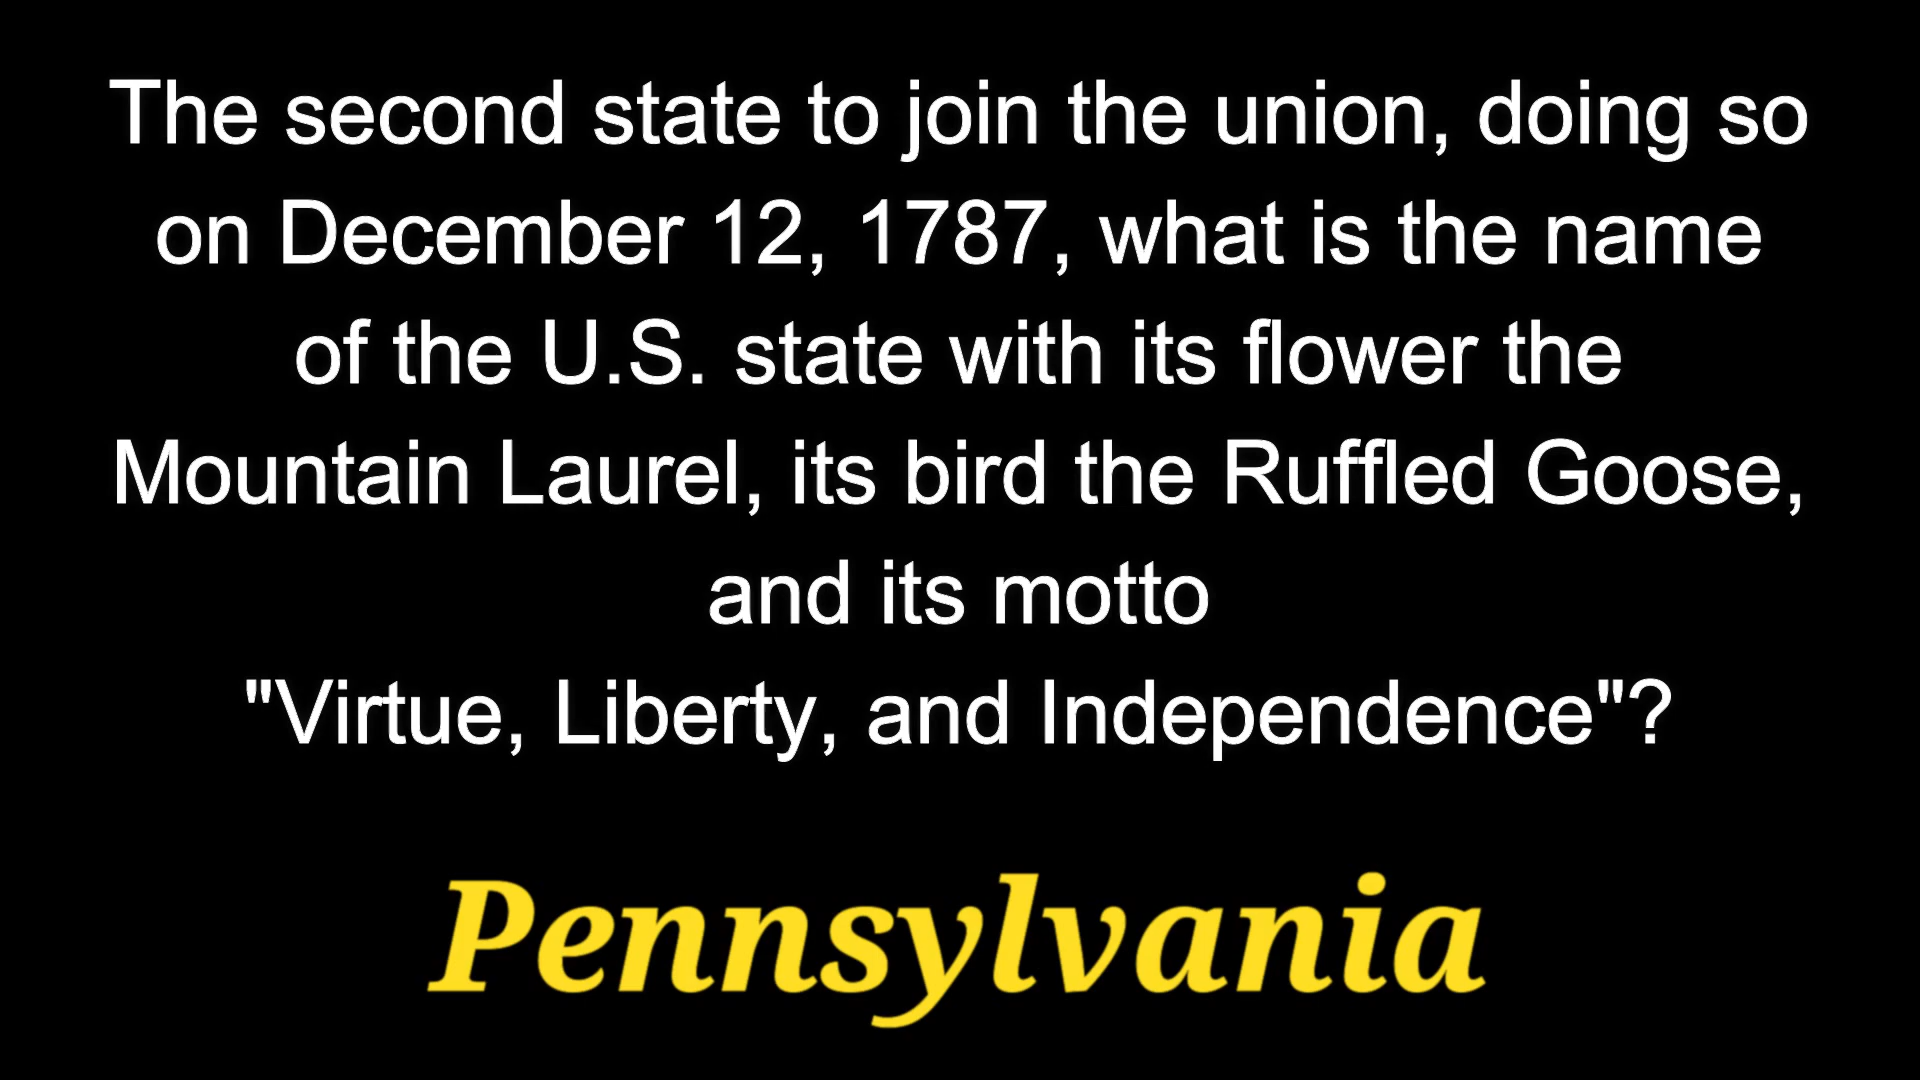 The second state to join the union, doing so
on December 12, 1787, what is the name
of the U.S. state with its flower the
Mountain Laurel, its bird the Ruffled Goose,
and its motto
"Virtue, Liberty, and Independence"?
Pennsylvania